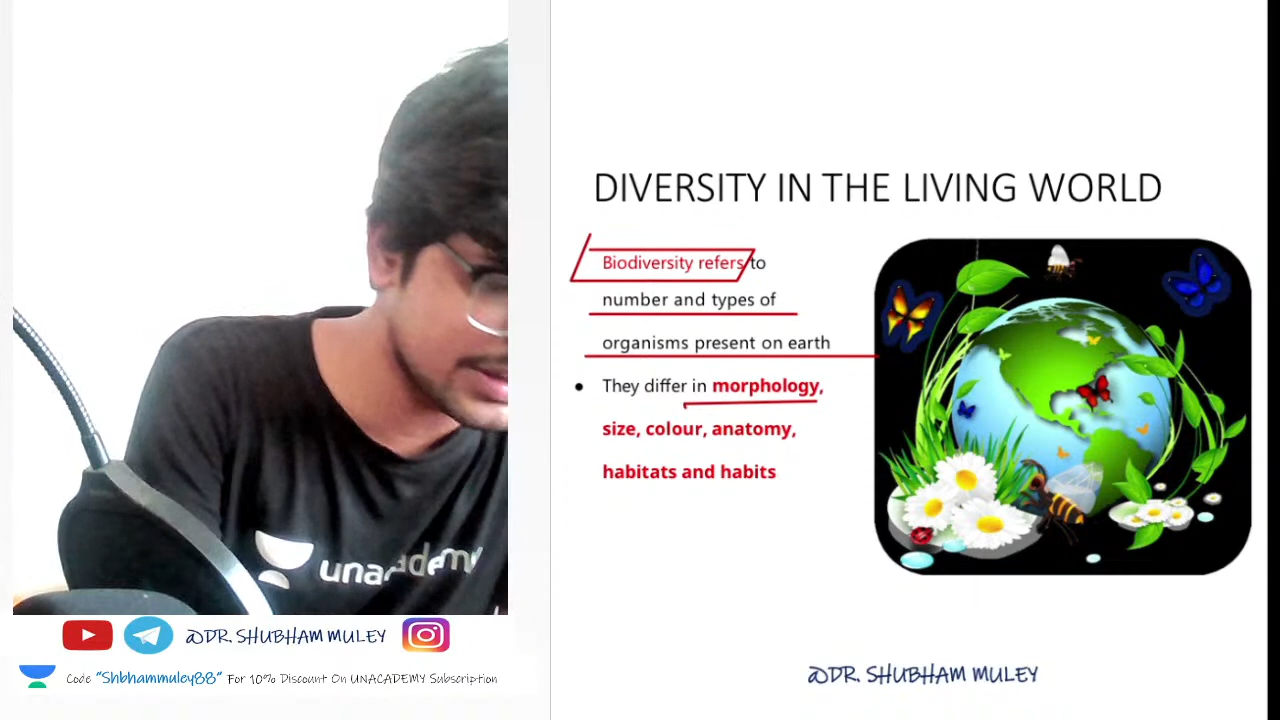 unacademy
@DR. SHUBHAM MULEY
Code "Shbhammuley88" For 10% Discount On UNACADEMY Subscription
DIVERSITY IN THE LIVING WORLD
Biodiversity refers to
number and types of
organisms present on earth
• They differ in morphology,
size, colour, anatomy,
habitats and habits
@DR. SHUBHAM MULEY